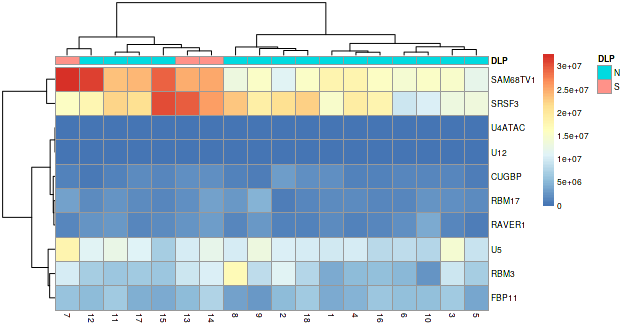 DLP
DLP
N
S
SAM68TV1
SRSF3
U4ATAC
U12
CUGBP
RBM17
RAVER1
U5
RBM3
FBP11
3e+07
2.5e+07
2e+07
1.5e+07
1e+07
5e+06
0
7 12 11 17 15 13 14 8 9 2 18 1 4 16 6 10 3 5